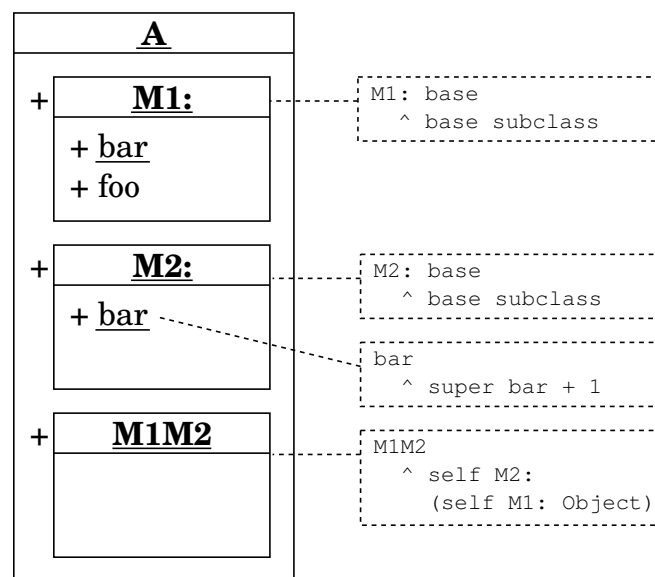 A
+ M1:
+ bar
+ foo
M1: base
^ base subclass
+ M2:
+ bar
M2: base
^ base subclass
bar
^ super bar + 1
+ M1M2
M1M2
^ self M2:
(self M1: Object)